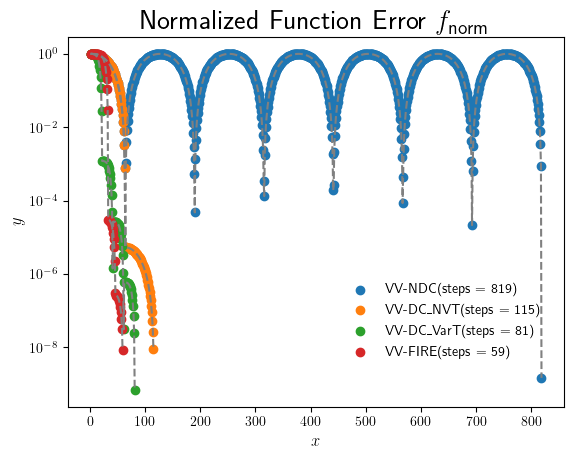 Normalized Function Error f_norm
10^0
10^-2
10^-4
10^-6
10^-8
y
VV-NDC(steps = 819)
VV-DC_NVT(steps = 115)
VV-DC_VarT(steps = 81)
VV-FIRE(steps = 59)
0 100 200 300 400 500 600 700 800
x